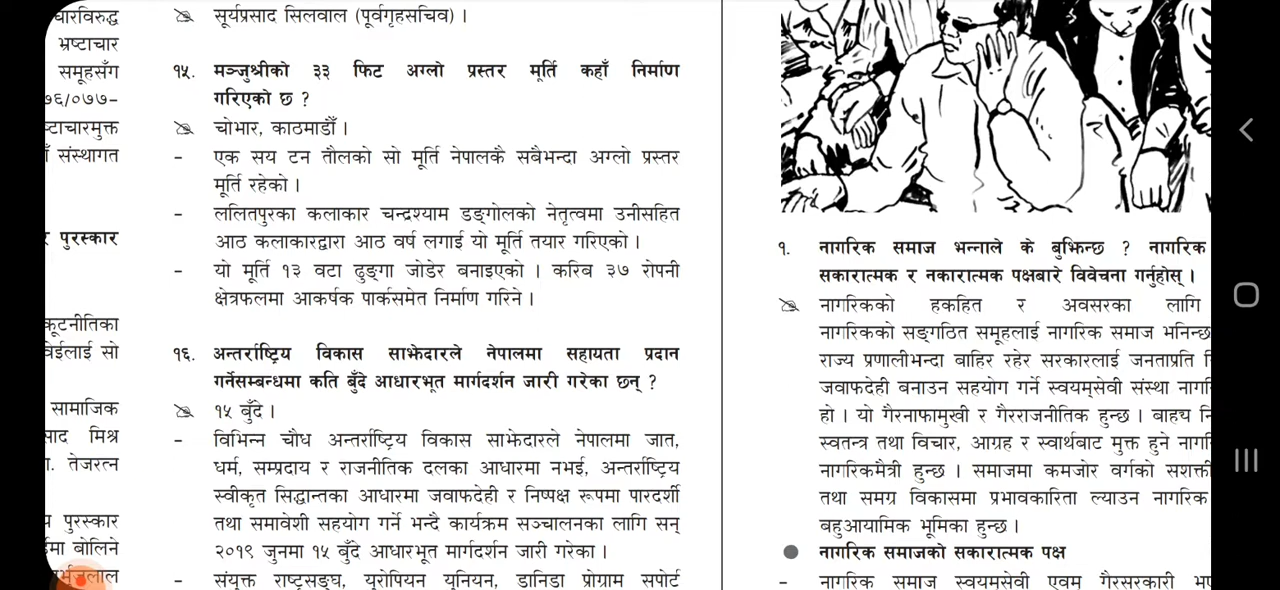 धारविरुद्ध
भ्रष्टाचार
समूहसँग
७६/०७७-
ष्टाचारमुक्त
संस्थागत
पुरस्कार
कूटनीतिका
सो
सामाजिक
साद मिश्र
तेजरत्न
पुरस्कार
ईमा बोलिने
सूर्यप्रसाद सिलवाल (पूर्वगृहसचिव) ।
१५. मञ्जुश्रीको ३३ फिट अग्लो प्रस्तर मूर्ति कहाँ निर्माण
गरिएको छ ?
चोभार, काठमाडौँ ।
- एक सय टन तौलको सो मूर्ति नेपालकै सबैभन्दा अग्लो प्रस्तर
मूर्ति रहेको ।
- ललितपुरका कलाकार चन्द्रश्याम डङ्गोलको नेतृत्वमा उनीसहित
आठ कलाकारद्वारा आठ वर्ष लगाई यो मूर्ति तयार गरिएको ।
- यो मूर्ति १३ वटा ढुङ्गा जोडेर बनाइएको । करिब ३७ रोपनी
क्षेत्रफलमा आकर्षक पार्कसमेत निर्माण गरिने ।
१६. अन्तर्राष्ट्रिय विकास साझेदारले नेपालमा सहायता प्रदान
गर्नेसम्बन्धमा कति बुँदे आधारभूत मार्गदर्शन जारी गरेका छन् ?
१५ बुँदे ।
- विभिन्न चौध अन्तर्राष्ट्रिय विकास साझेदारले नेपालमा जात,
धर्म, सम्प्रदाय र राजनीतिक दलका आधारमा नभई, अन्तर्राष्ट्रिय
स्वीकृत सिद्धान्तका आधारमा जवाफदेही र निष्पक्ष रूपमा पारदर्शी
तथा समावेशी सहयोग गर्ने भन्दै कार्यक्रम सञ्चालनका लागि सन्
२०१९ जुनमा १५ बुँदे आधारभूत मार्गदर्शन जारी गरेका ।
- संयुक्त राष्ट्रसङ्घ, युरोपियन युनियन, डानिडा प्रोग्राम सपोर्ट
१. नागरिक समाज भन्नाले के बुझिन्छ ? नागरिक
सकारात्मक र नकारात्मक पक्षबारे विवेचना गर्नुहोस् ।
नागरिकको हकहित र अवसरका लागि
नागरिकको सङ्गठित समूहलाई नागरिक समाज भनिन्छ
राज्य प्रणालीभन्दा बाहिर रहेर सरकारलाई जनताप्रति
जवाफदेही बनाउन सहयोग गर्ने स्वयम्सेवी संस्था नागरि
हो । यो गैरनाफामुखी र गैरराजनीतिक हुन्छ । बाह्य
स्वतन्त्र तथा विचार, आग्रह र स्वार्थबाट मुक्त हुने नागरि
नागरिकमैत्री हुन्छ । समाजमा कमजोर वर्गको सशक्ती
तथा समग्र विकासमा प्रभावकारिता ल्याउन नागरिक
बहुआयामिक भूमिका हुन्छ ।
● नागरिक समाजको सकारात्मक पक्ष
- नागरिक समाज स्वयम्सेवी एवम् गैरसरकारी